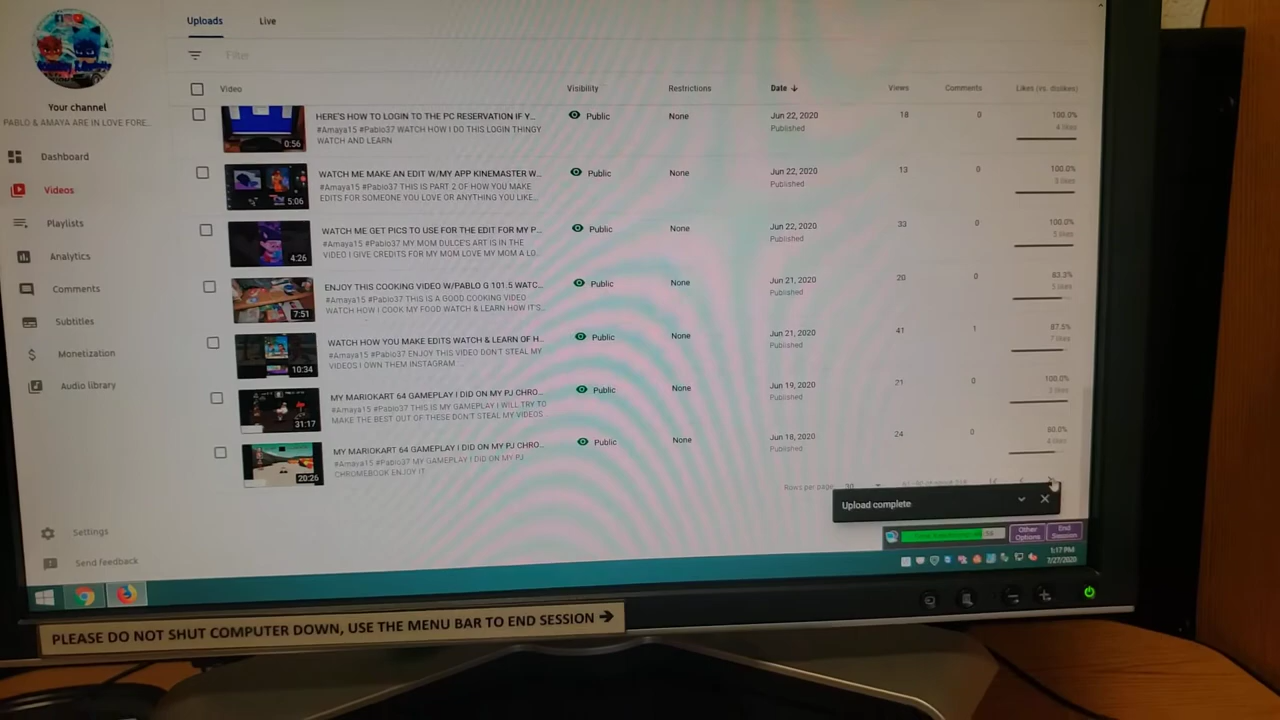 Uploads
Live
Filter
Video
Visibility
Restrictions
Date
Views
Comments
Likes (vs. dislikes)
Your channel
PABLO & AMAYA ARE IN LOVE FORE...
Dashboard
Videos
Playlists
Analytics
Comments
Subtitles
Monetization
Audio library
Settings
Send feedback
HERE'S HOW TO LOGIN TO THE PC RESERVATION IF Y...
#Amaya15 #Pablo37 WATCH HOW I DO THIS LOGIN THINGY
WATCH AND LEARN
0:56
Public
None
Jun 22, 2020
Published
18
0
100.0%
4 likes
WATCH ME MAKE AN EDIT W/MY APP KINEMASTER W...
#Amaya15 #Pablo37 THIS IS PART 2 OF HOW YOU MAKE
EDITS FOR SOMEONE YOU LOVE OR ANYTHING YOU LIKE...
5:06
Public
None
Jun 22, 2020
Published
13
0
100.0%
likes
WATCH ME GET PICS TO USE FOR THE EDIT FOR MY P...
#Amaya15 #Pablo37 MY MOM DULCE'S ART IS IN THE
VIDEO I GIVE CREDITS FOR MY MOM LOVE MY MOM A LO...
4:26
Public
None
Jun 22, 2020
Published
33
0
100.0%
5 likes
ENJOY THIS COOKING VIDEO W/PABLO G 101.5 WATC...
#Amaya15 #Pablo37 THIS IS A GOOD COOKING VIDEO
WATCH HOW I COOK MY FOOD WATCH & LEARN HOW IT'S...
7:51
Public
None
Jun 21, 2020
Published
20
0
83.3%
5 likes
WATCH HOW YOU MAKE EDITS WATCH & LEARN OF H...
#Amaya15 #Pablo37 ENJOY THIS VIDEO DON'T STEAL MY
VIDEOS I OWN THEM INSTAGRAM ...
10:34
Public
None
Jun 21, 2020
Published
41
1
87.5%
7 likes
MY MARIOKART 64 GAMEPLAY I DID ON MY PJ CHRO...
#Amaya15 #Pablo37 THIS IS MY GAMEPLAY I WILL TRY TO
MAKE THE BEST OUT OF THESE DON'T STEAL MY VIDEOS
31:17
Public
None
Jun 19, 2020
Published
21
0
100.0%
likes
MY MARIOKART 64 GAMEPLAY I DID ON MY PJ CHRO...
#Amaya15 #Pablo37 MY GAMEPLAY I DID ON MY PJ
CHROMEBOOK ENJOY IT
20:26
Public
None
Jun 18, 2020
Published
24
0
80.0%
4 likes
Rows per page: 30
Upload complete
Other
Options
End
Session
1:17 PM
7/27/2020
PLEASE DO NOT SHUT COMPUTER DOWN, USE THE MENU BAR TO END SESSION →